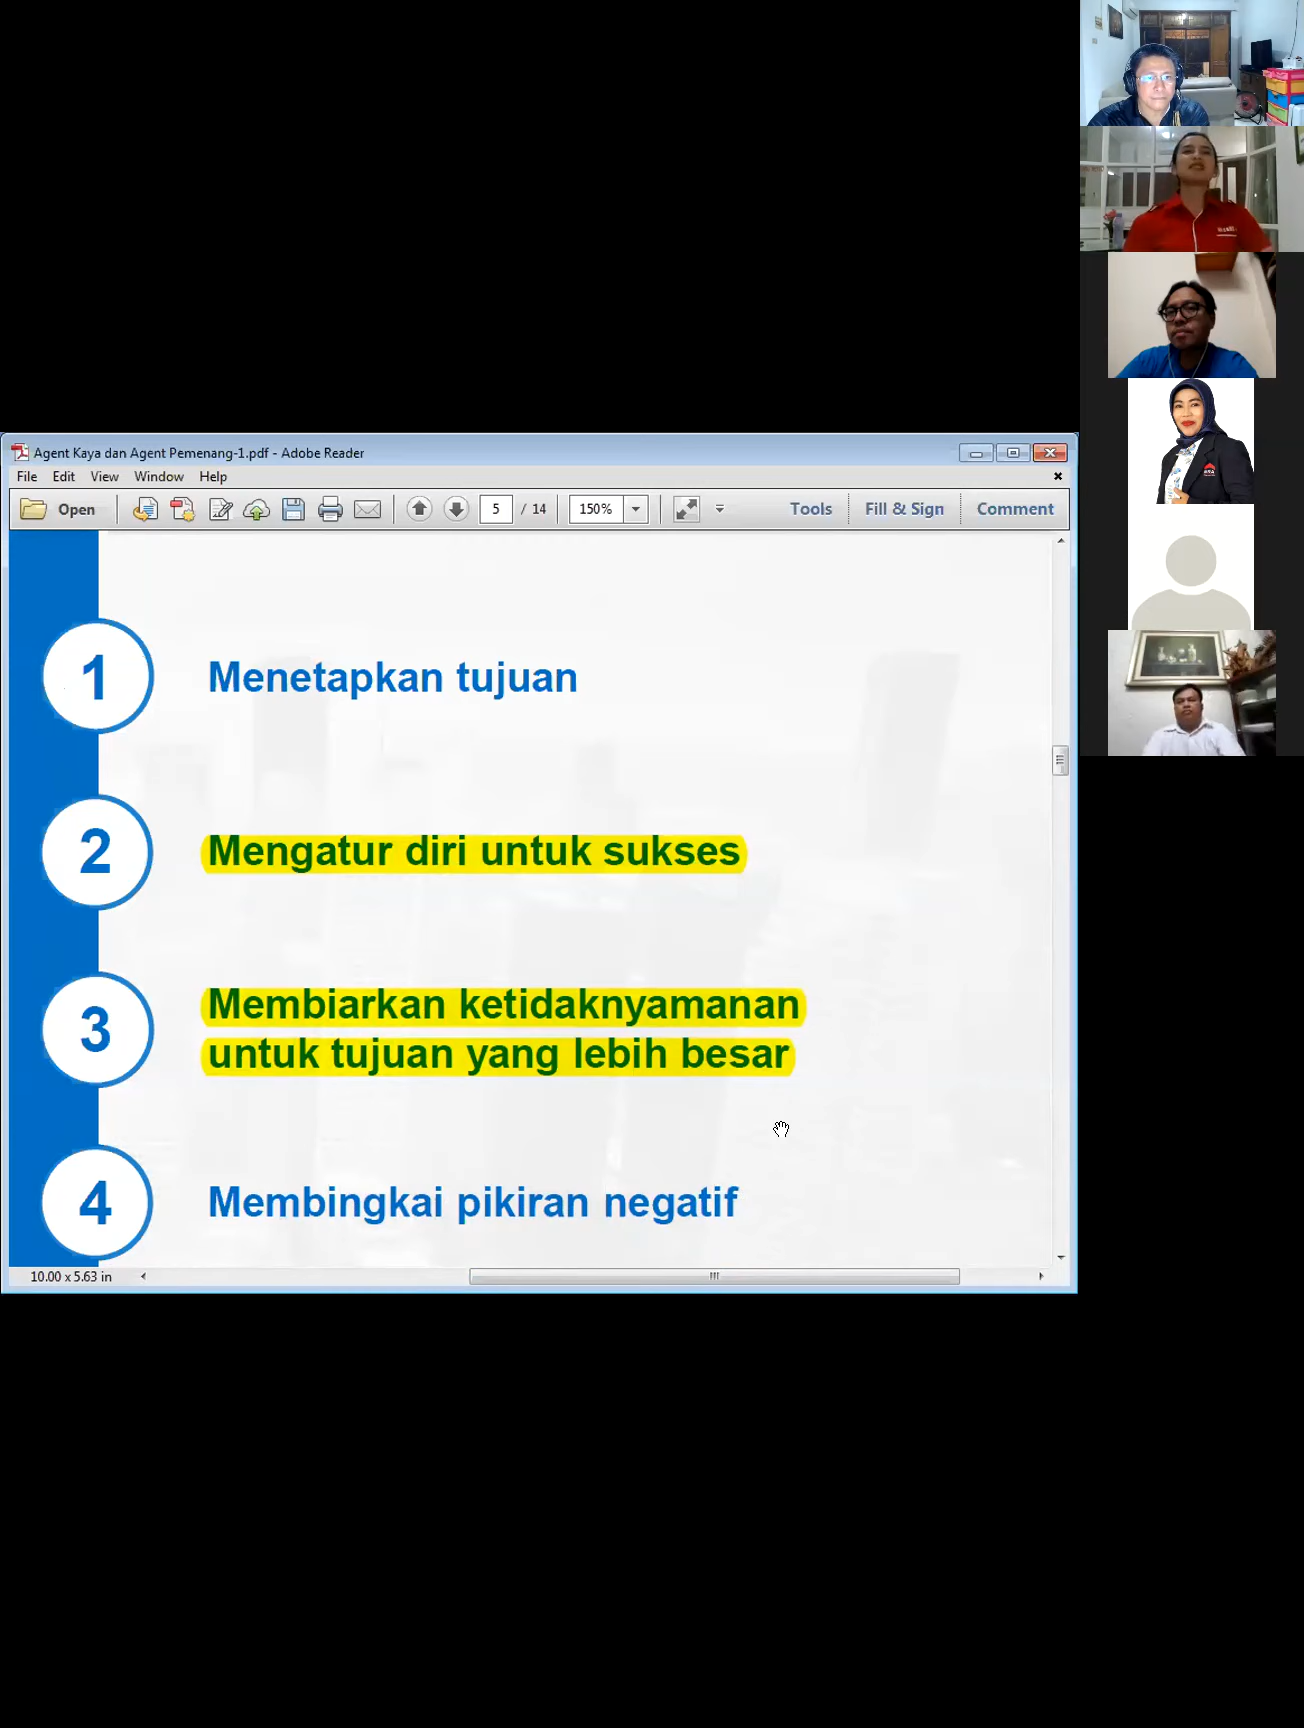 Agent Kaya dan Agent Pemenang-1.pdf - Adobe Reader
File Edit View Window Help
Open 5 / 14 150% Tools Fill & Sign Comment
1 Menetapkan tujuan
2 Mengatur diri untuk sukses
3 Membiarkan ketidaknyamanan
untuk tujuan yang lebih besar
4 Membingkai pikiran negatif
10.00 x 5.63 in